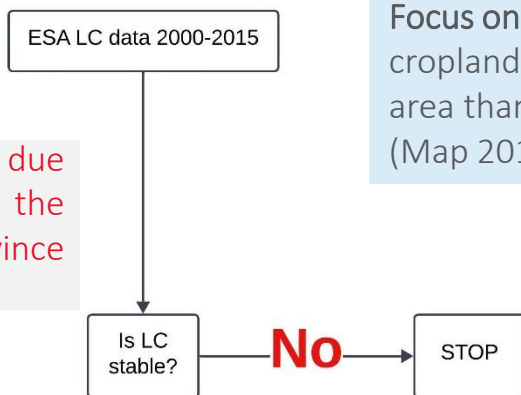 ESA LC data 2000-2015
Focus on
cropland
area than
(Map 201
due
the
vince
Is LC
stable?
No
STOP